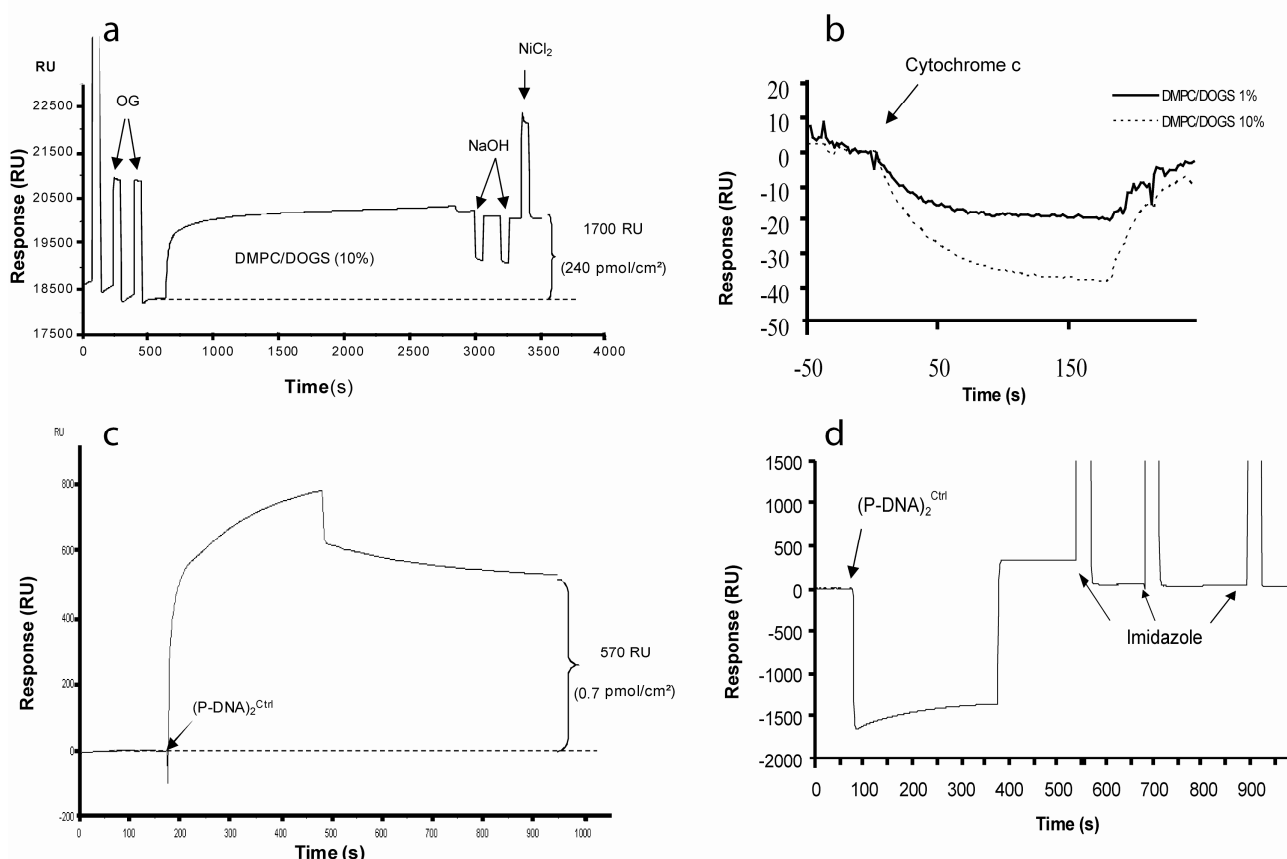 a
RU
Response (RU)
22500
21500
20500
19500
18500
17500
OG
NiCl₂
NaOH
DMPC/DOGS (10%)
1700 RU
(240 pmol/cm²)
0 500 1000 1500 2000 2500 3000 3500 4000
Time(s)
b
Response (RU)
20
10
0
-10
-20
-30
-40
-50
Cytochrome c
DMPC/DOGS 1%
DMPC/DOGS 10%
-50 50 150
Time (s)
c
RU
Response (RU)
800
600
400
200
0
-200
(P-DNA)₂Ctrl
570 RU
(0.7 pmol/cm²)
0 100 200 300 400 500 600 700 800 900 1000
Time (s)
d
Response (RU)
1500
1000
500
0
-500
-1000
-1500
-2000
(P-DNA)₂Ctrl
Imidazole
0 100 200 300 400 500 600 700 800 900
Time (s)